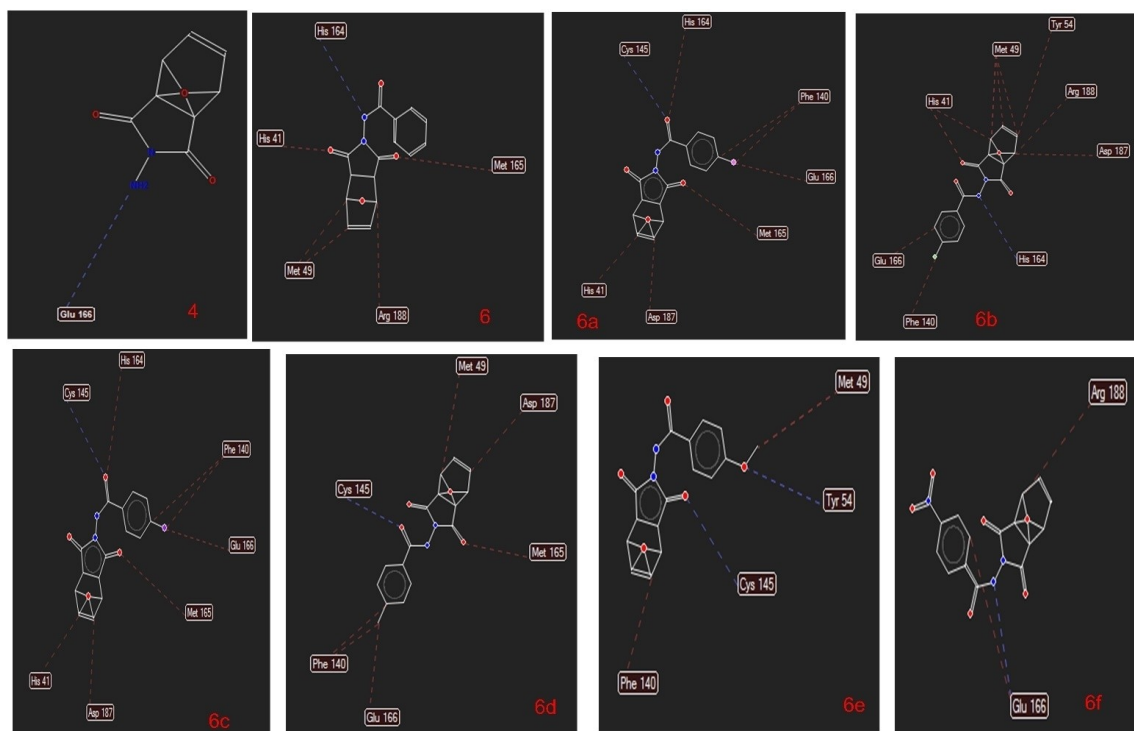 Glu 166
4
His 164
His 41
Met 165
Met 49
Arg 188
6
His 164
Cys 145
Phe 140
Glu 166
Met 165
His 41
Asp 187
6a
Tyr 54
Met 49
His 41
Arg 188
Asp 187
Glu 166
His 164
Phe 140
6b
His 164
Cys 145
Phe 140
Glu 166
Met 165
His 41
Asp 187
6c
Met 49
Asp 187
Cys 145
Met 165
Phe 140
Glu 166
6d
Met 49
Tyr 54
Cys 145
Phe 140
6e
Arg 188
Glu 166
6f